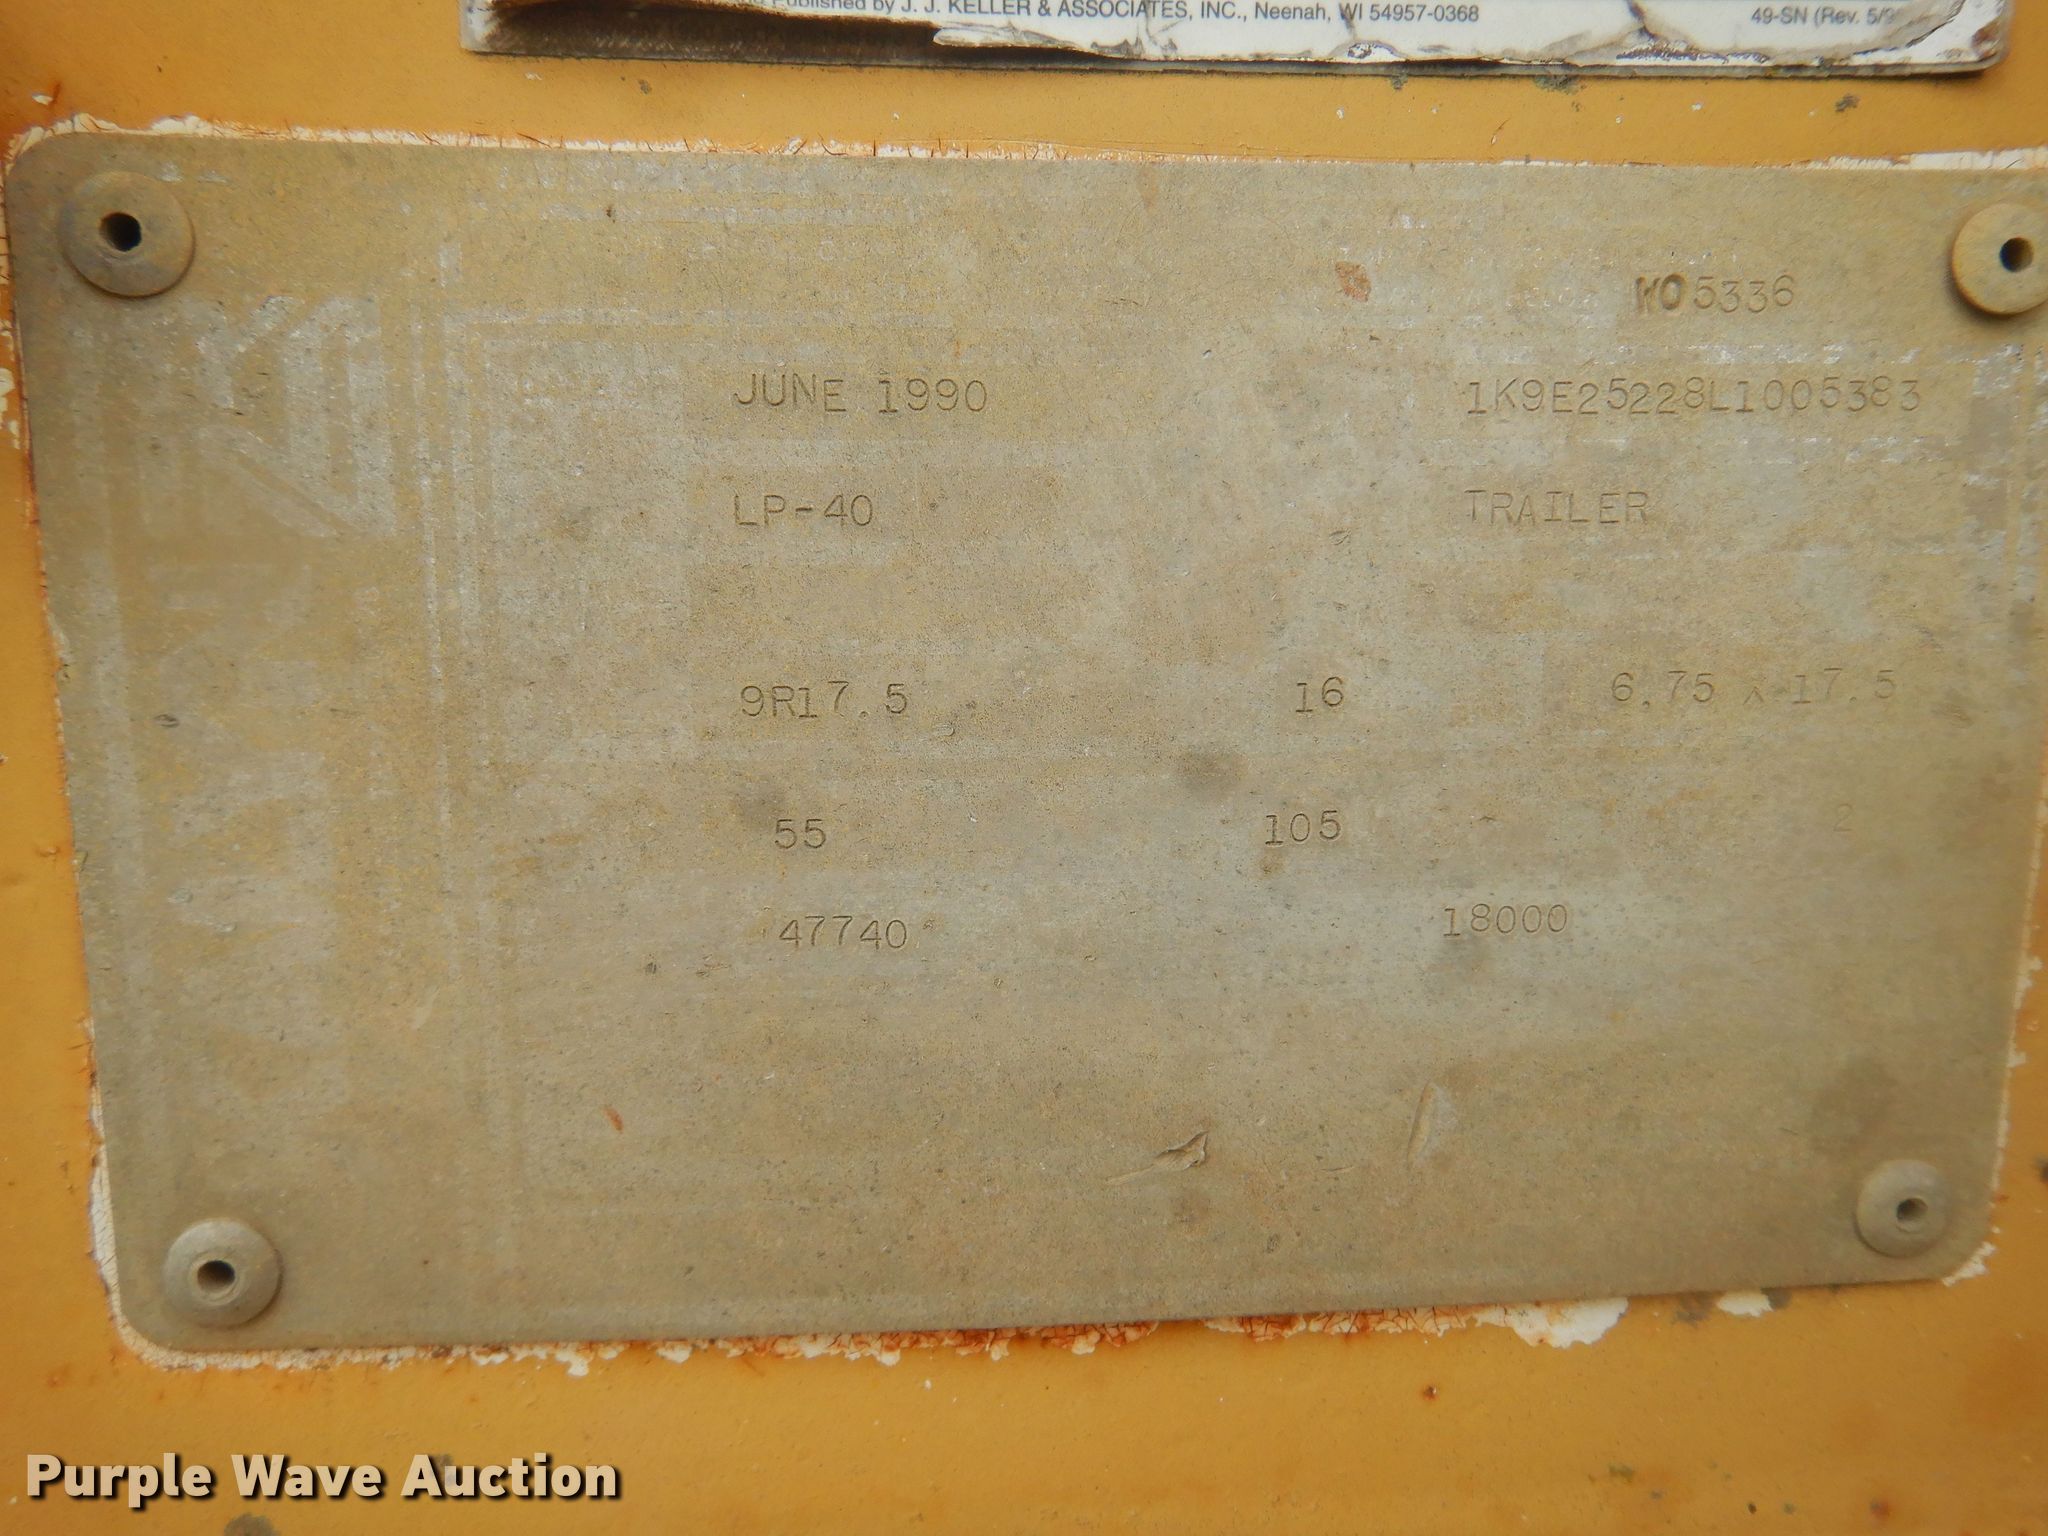 Published by J. J. KELLER & ASSOCIATES, INC., Neenah, WI 54957-0368 49-SN (Rev. 5/9
WO5336
JUNE 1990 1K9E25228L1005383
LP-40 TRAILER
9R17.5 16 6.75 x 17.5
55 105 2
47740 18000
Purple Wave Auction